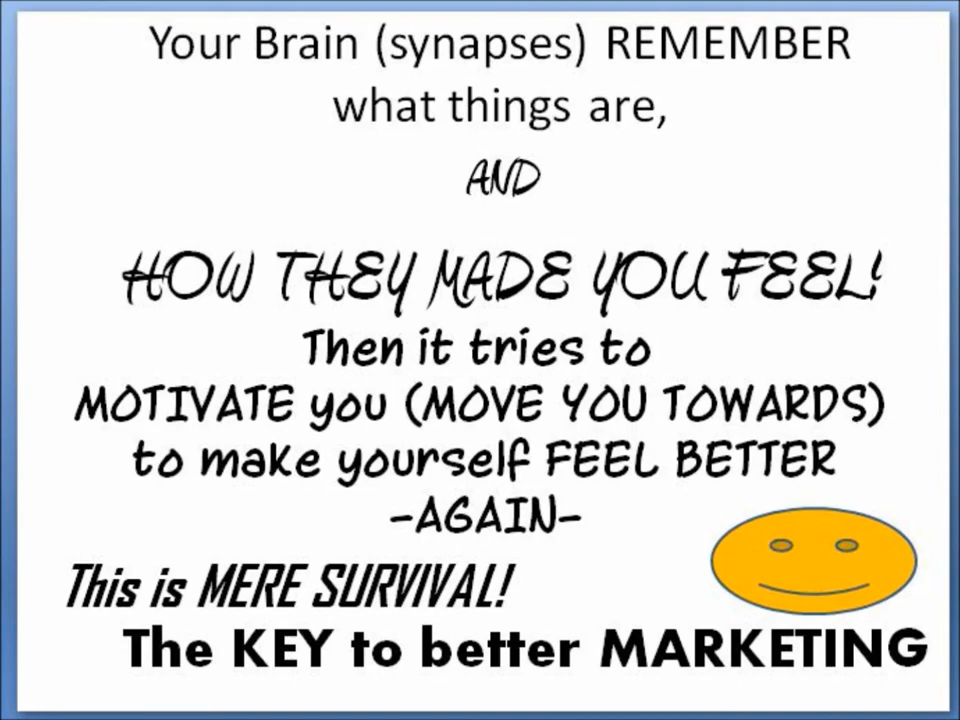 Your Brain (synapses) REMEMBER
what things are,
AND
HOW THEY MADE YOU FEEL!
Then it tries to
MOTIVATE you (MOVE YOU TOWARDS)
to make yourself FEEL BETTER
-AGAIN-
This is MERE SURVIVAL!
The KEY to better MARKETING